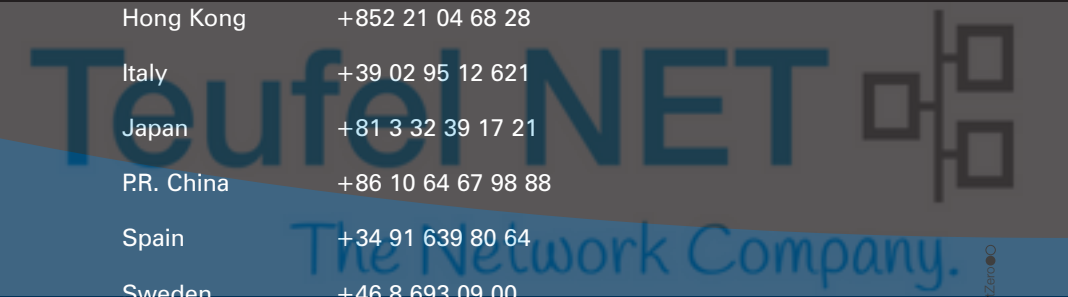 Hong Kong +852 21 04 68 28
Teufel NET
Italy +39 02 95 12 621
Japan +81 3 32 39 17 21
P.R. China +86 10 64 67 98 88
Spain +34 91 639 80 64
The Network Company.
Sweden +46 8 693 09 00
Zero